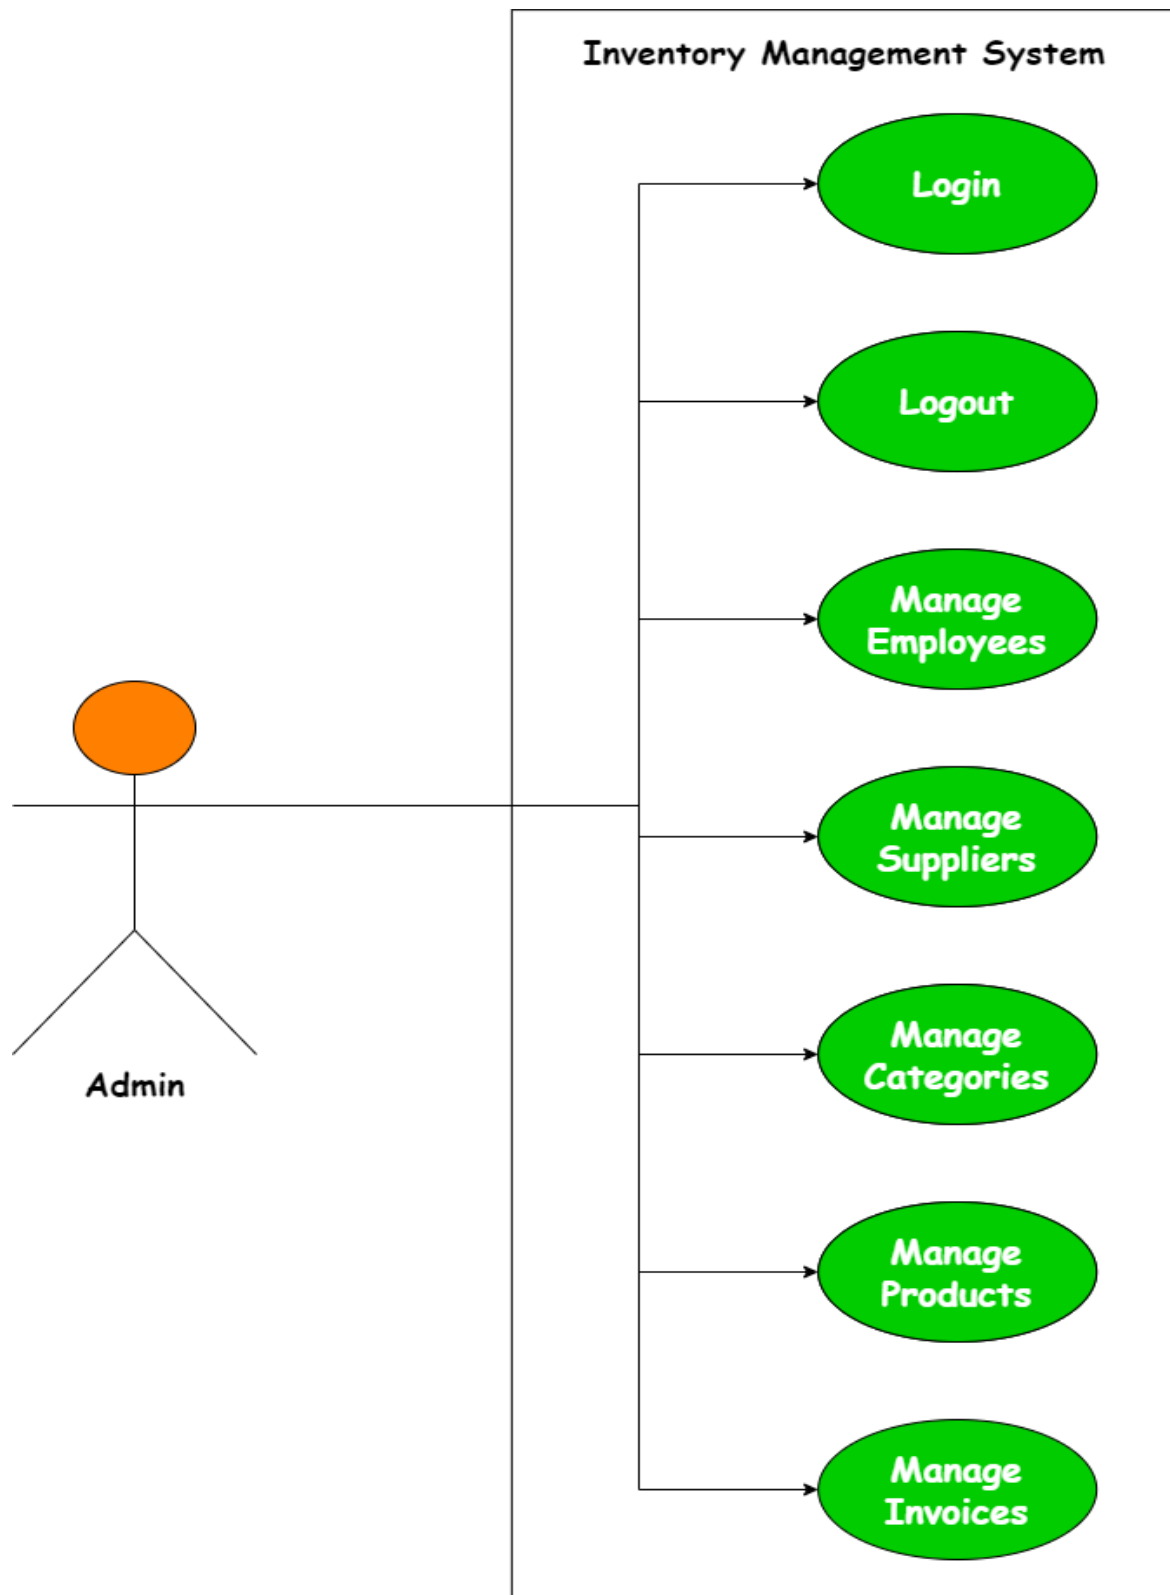 Inventory Management System
Login
Logout
Manage
Employees
Manage
Suppliers
Manage
Categories
Admin
Manage
Products
Manage
Invoices